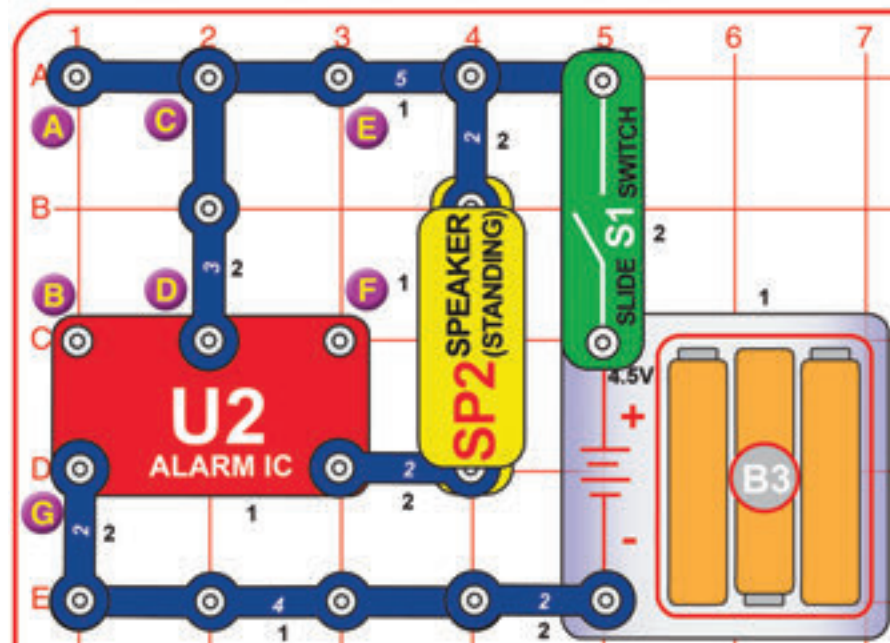 1 2 3 4 5 6 7
A
5
A C E
1
2 2
B
3 2
1
SPEAKER
(STANDING)
SP2
SLIDE S1 SWITCH
2
B D F
1
C
4.5V
U2
ALARM IC
+
B3
D
2
2
G
1
2 2
-
E
4
1
2
2